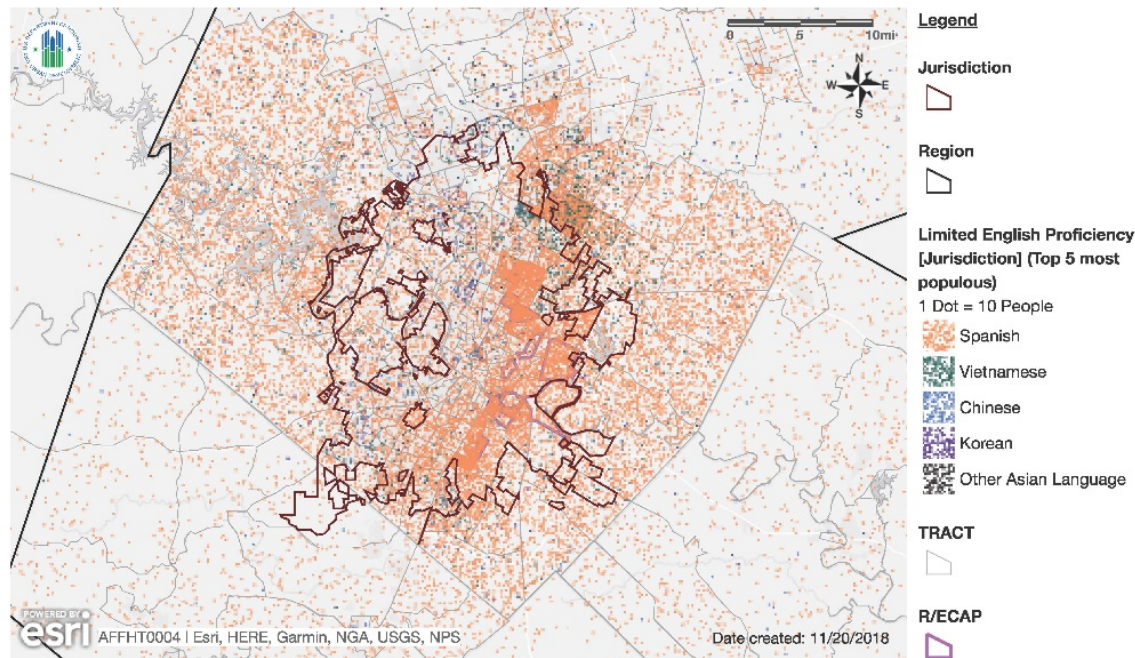 0 5 10mi
N
W E
S
Legend
Jurisdiction
Region
Limited English Proficiency
[Jurisdiction] (Top 5 most
populous)
1 Dot = 10 People
Spanish
Vietnamese
Chinese
Korean
Other Asian Language
TRACT
R/ECAP
POWERED BY
esri
AFFHT0004 | Esri, HERE, Garmin, NGA, USGS, NPS
Date created: 11/20/2018